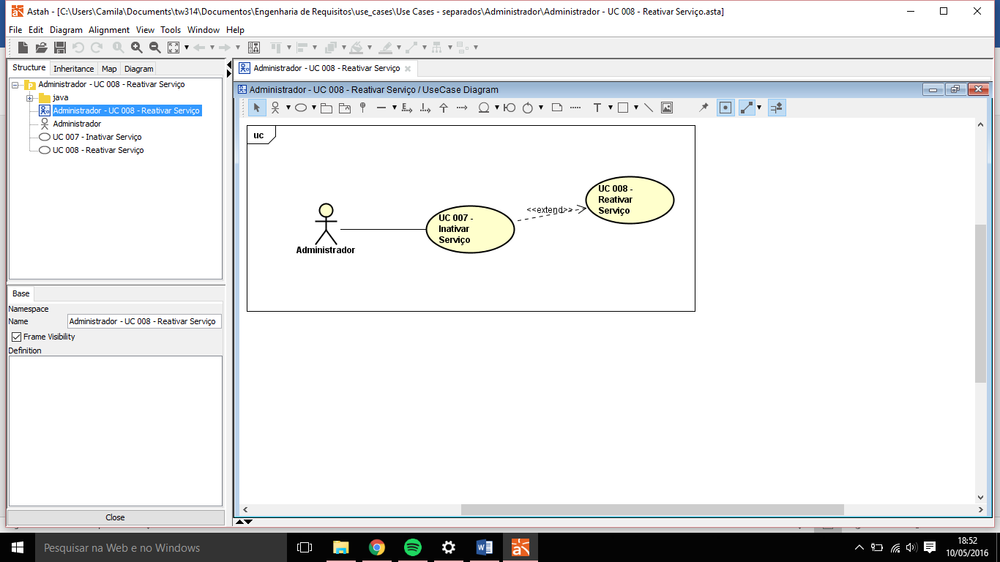 Astah - [C:\Users\Camila\Documents\tw314\Documentos\Engenharia de Requisitos\use_cases\Use Cases - separados\Administrador\Administrador - UC 008 - Reativar Serviço.asta]
File Edit Diagram Alignment View Tools Window Help
Structure Inheritance Map Diagram
Administrador - UC 008 - Reativar Serviço
java
Administrador - UC 008 - Reativar Serviço
Administrador
UC 007 - Inativar Serviço
UC 008 - Reativar Serviço
Base
Namespace
Name Administrador - UC 008 - Reativar Serviço
Frame Visibility
Definition
Close
Administrador - UC 008 - Reativar Serviço
Administrador - UC 008 - Reativar Serviço / UseCase Diagram
T
uc
UC 008 -
Reativar
Serviço
<<extend>>
UC 007 -
Inativar
Serviço
Administrador
Pesquisar na Web e no Windows
18:52
10/05/2016